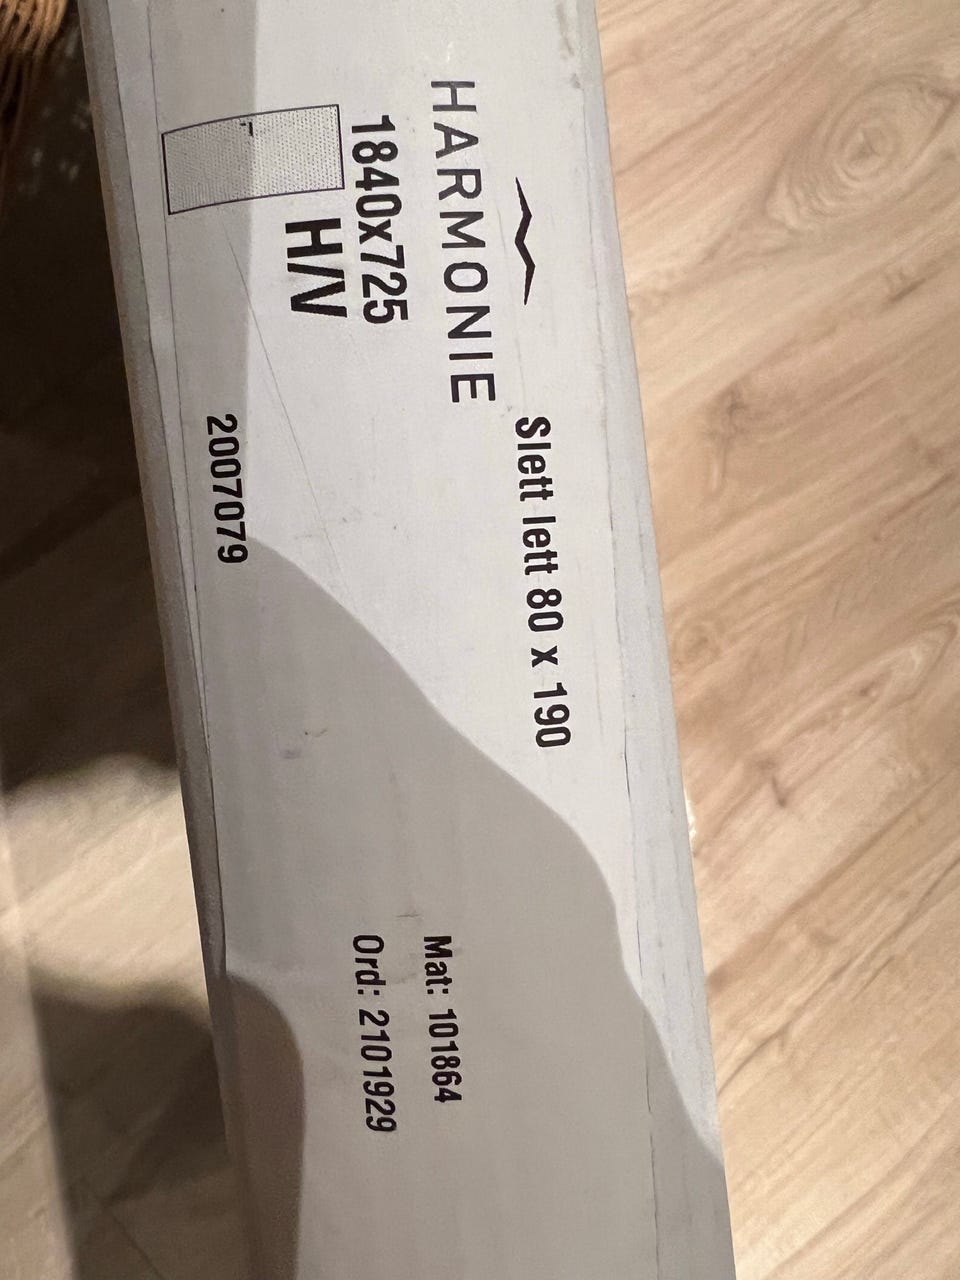 HARMONIE
Slett lett 80 x 190
1840x725
H/V
2007079
Mat: 101864
Ord: 2101929